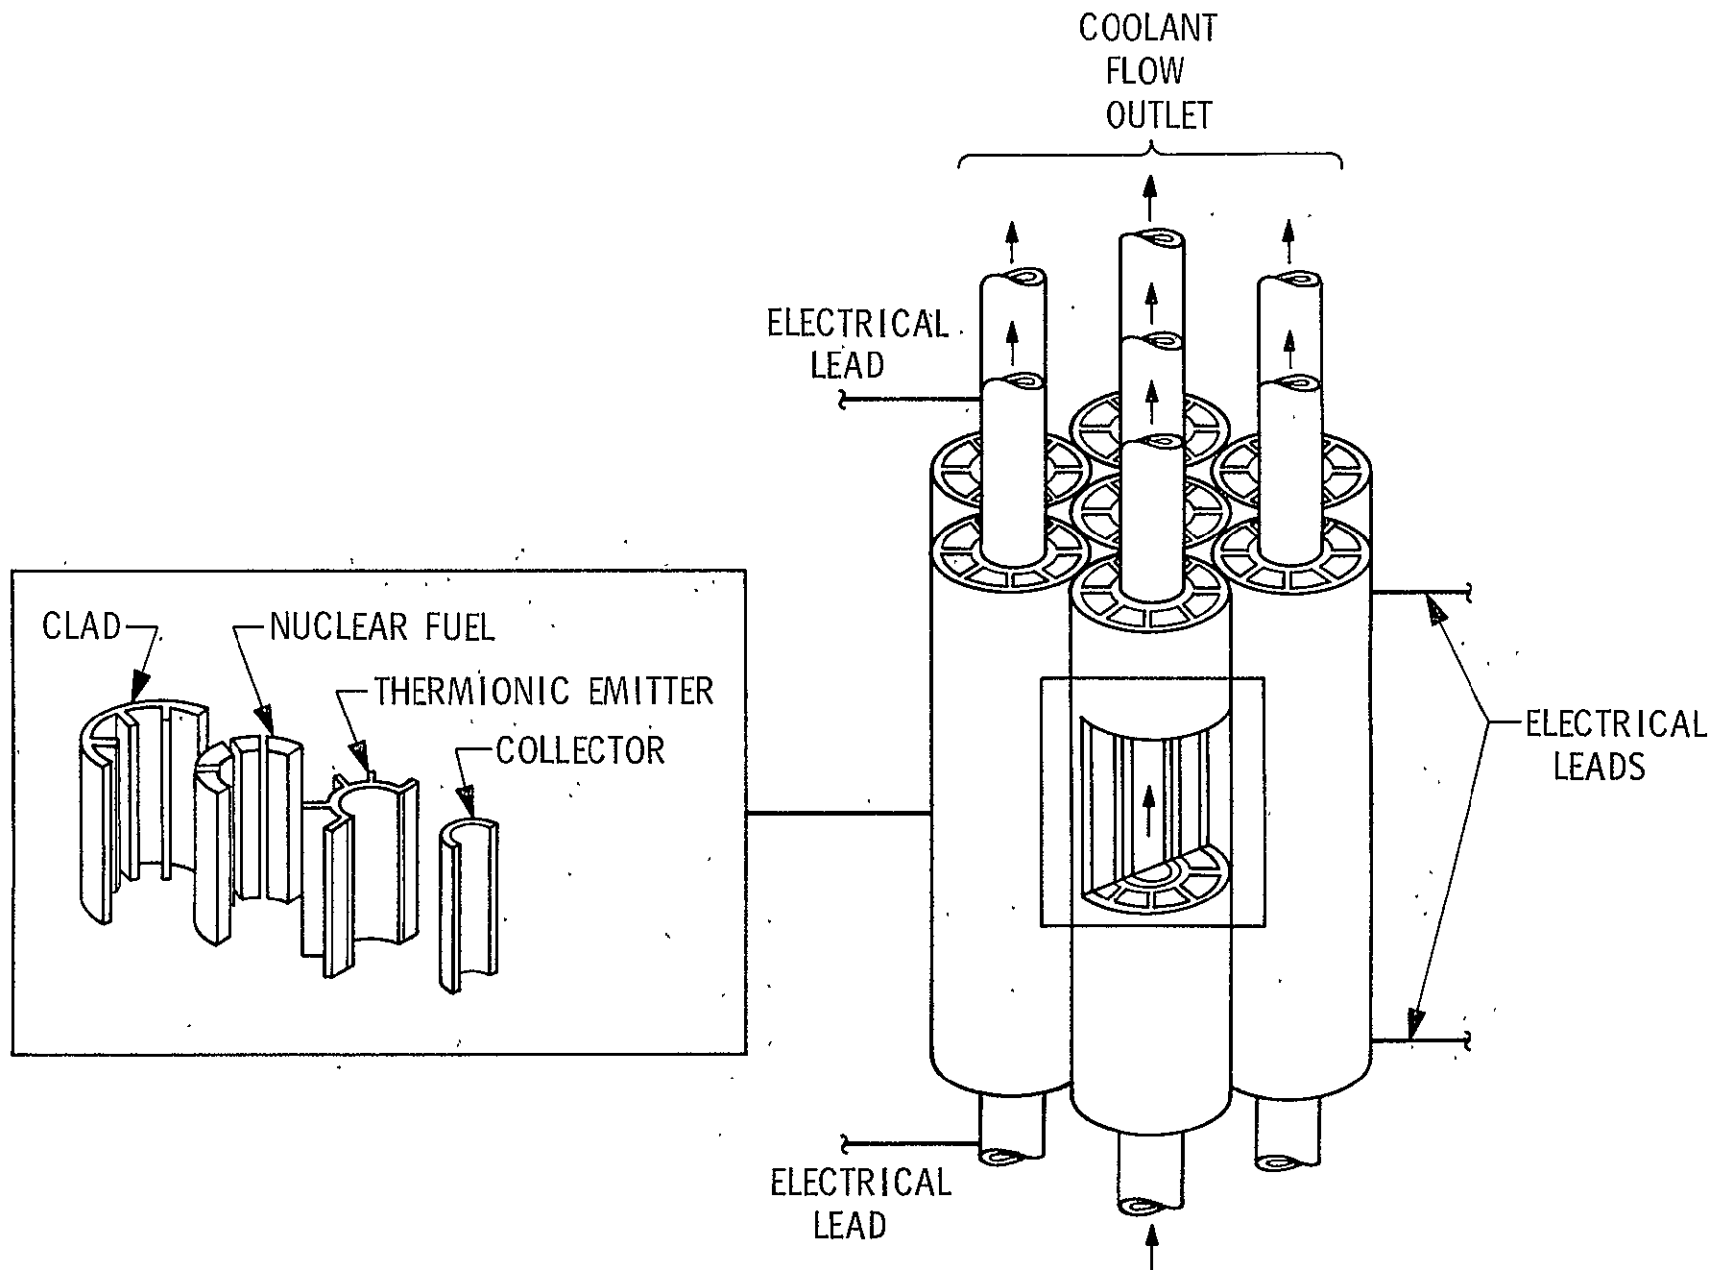 COOLANT
FLOW
OUTLET
ELECTRICAL
LEAD
CLAD
NUCLEAR FUEL
THERMIONIC EMITTER
COLLECTOR
ELECTRICAL
LEADS
ELECTRICAL
LEAD